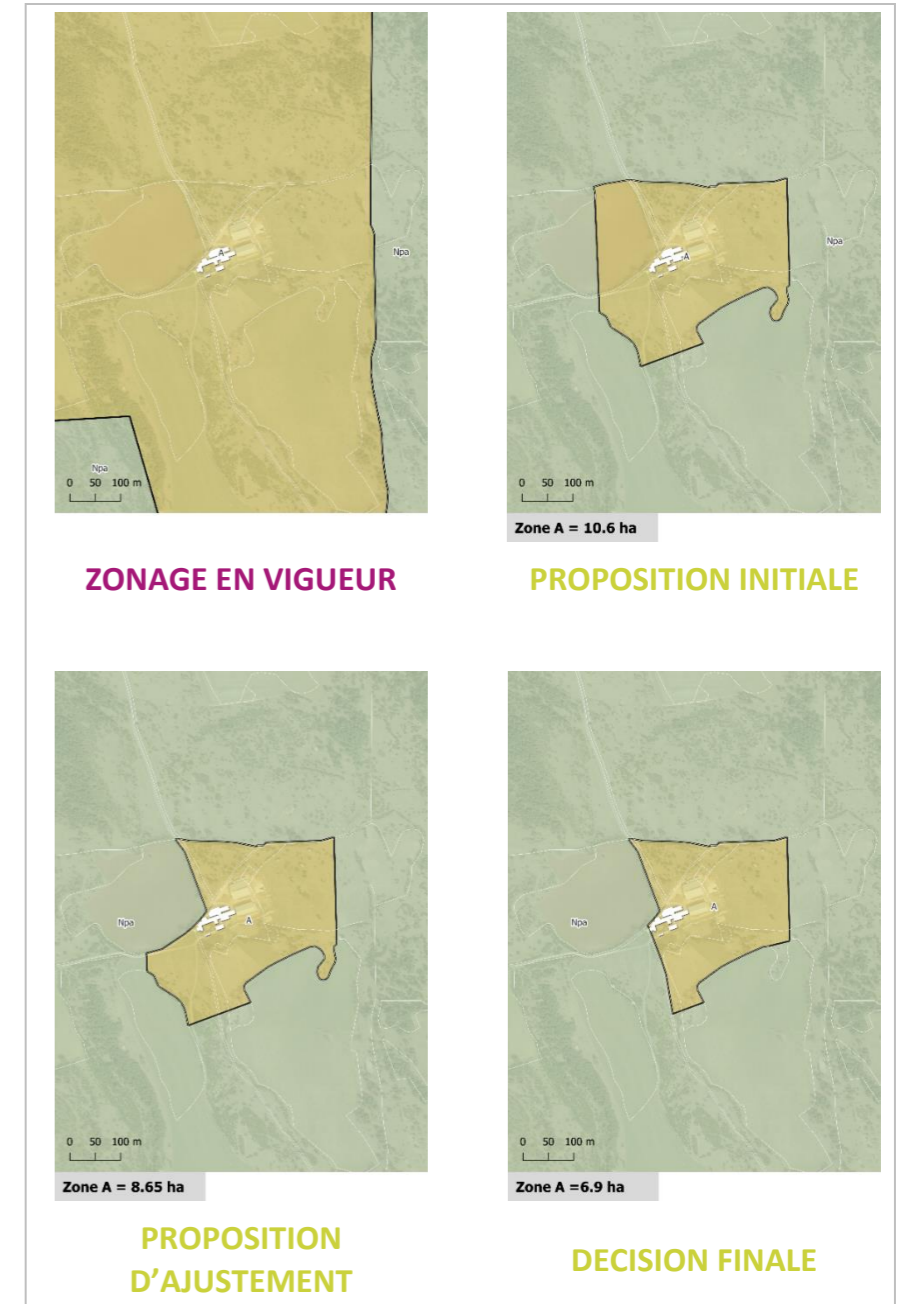 A
Npa
Npa
0 50 100 m
ZONAGE EN VIGUEUR
A
Npa
0 50 100 m
Zone A = 10.6 ha
PROPOSITION INITIALE
Npa
A
0 50 100 m
Zone A = 8.65 ha
PROPOSITION
D’AJUSTEMENT
Npa
A
0 50 100 m
Zone A =6.9 ha
DECISION FINALE